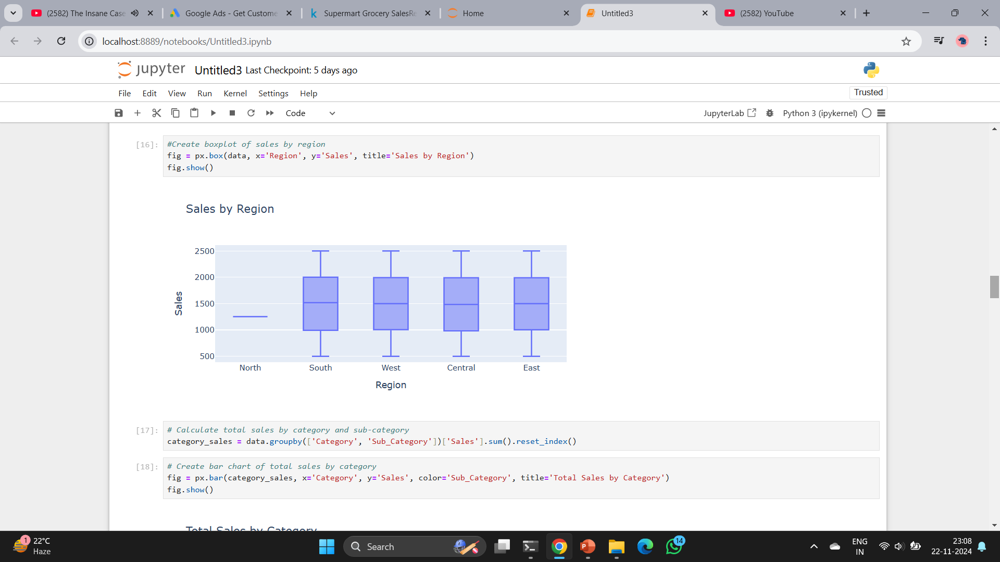 (2582) The Insane Case
Google Ads - Get Custome
Supermart Grocery SalesRe
Home
Untitled3
(2582) YouTube
localhost:8889/notebooks/Untitled3.ipynb
jupyter Untitled3 Last Checkpoint: 5 days ago
File Edit View Run Kernel Settings Help
Trusted
Code
JupyterLab
Python 3 (ipykernel)
[16]:
#Create boxplot of sales by region
fig = px.box(data, x='Region', y='Sales', title='Sales by Region')
fig.show()
Sales by Region
2500
2000
1500
1000
500
Sales
North South West Central East
Region
[17]:
# Calculate total sales by category and sub-category
category_sales = data.groupby(['Category', 'Sub_Category'])['Sales'].sum().reset_index()
[18]:
# Create bar chart of total sales by category
fig = px.bar(category_sales, x='Category', y='Sales', color='Sub_Category', title='Total Sales by Category')
fig.show()
Total Sales by Category
1
22°C
Haze
Search
14
ENG
IN
23:08
22-11-2024